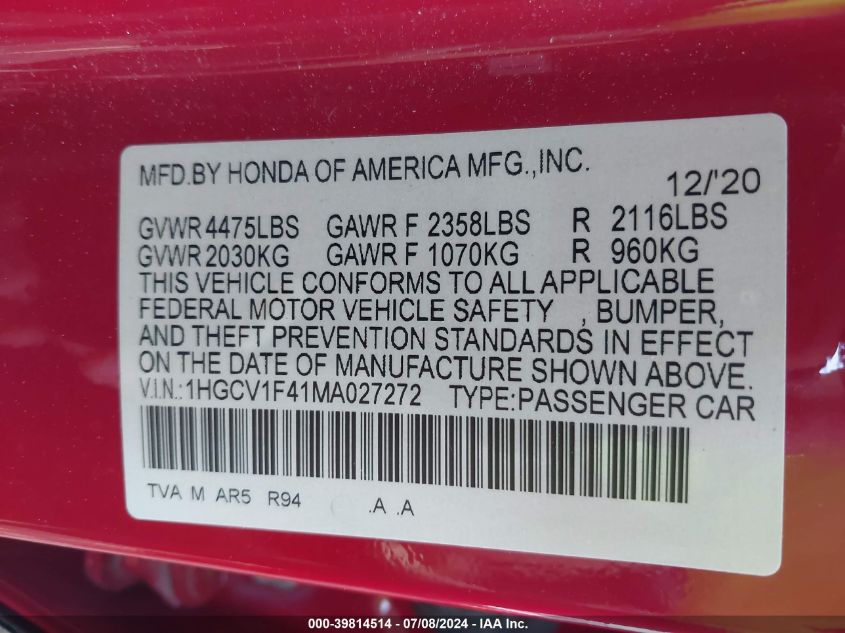 MFD.BY HONDA OF AMERICA MFG.,INC. 12/'20
GVWR 4475LBS GAWR F 2358LBS R 2116LBS
GVWR 2030KG GAWR F 1070KG R 960KG
THIS VEHICLE CONFORMS TO ALL APPLICABLE
FEDERAL MOTOR VEHICLE SAFETY , BUMPER,
AND THEFT PREVENTION STANDARDS IN EFFECT
ON THE DATE OF MANUFACTURE SHOWN ABOVE.
V.I.N.:1HGCV1F41MA027272 TYPE:PASSENGER CAR
TVA M AR5 R94 .A .A
000-39814514 - 07/08/2024 - IAA Inc.